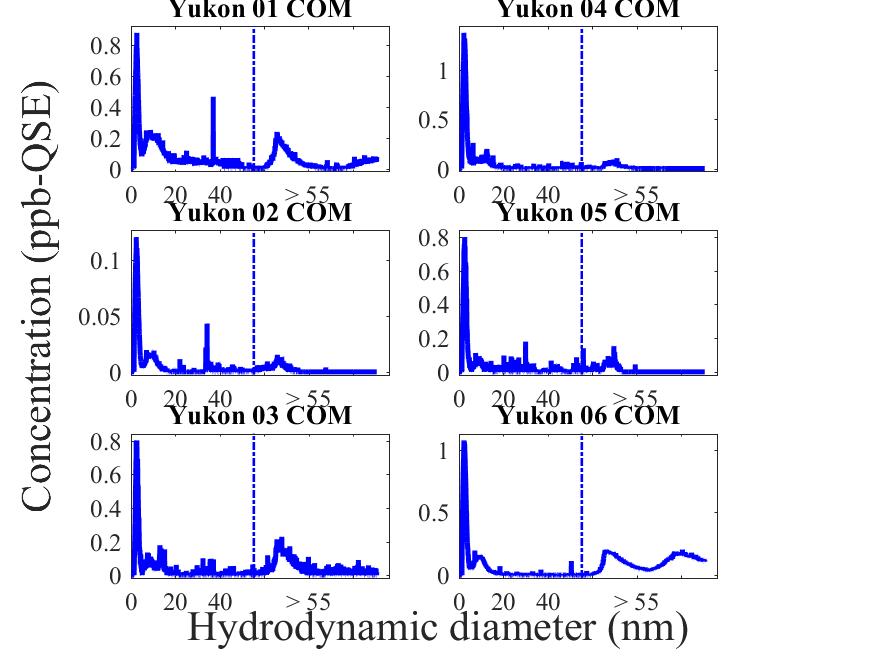 Concentration (ppb-QSE)
Yukon 01 COM
0.8
0.6
0.4
0.2
0
0 20 40 > 55
Yukon 04 COM
1
0.5
0
0 20 40 > 55
Yukon 02 COM
0.1
0.05
0
0 20 40 > 55
Yukon 05 COM
0.8
0.6
0.4
0.2
0
0 20 40 > 55
Yukon 03 COM
0.8
0.6
0.4
0.2
0
0 20 40 > 55
Yukon 06 COM
1
0.5
0
0 20 40 > 55
Hydrodynamic diameter (nm)